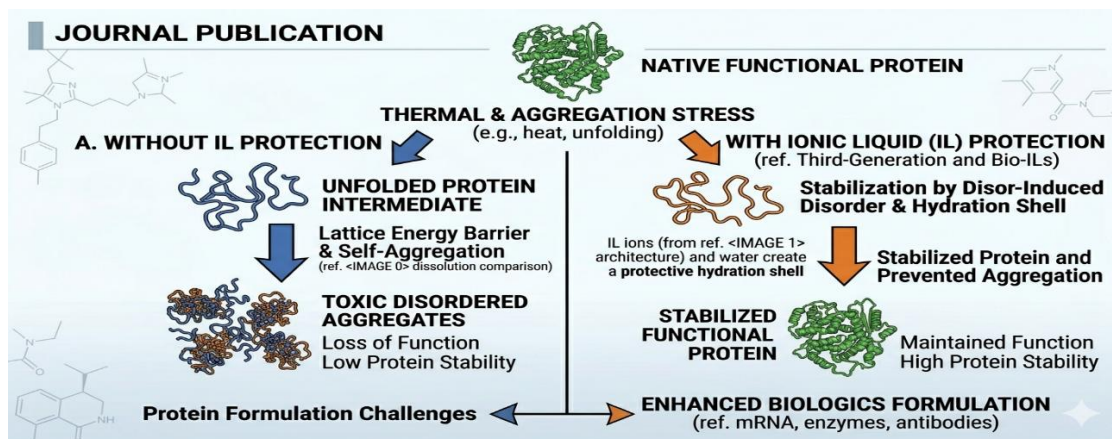 JOURNAL PUBLICATION
NATIVE FUNCTIONAL PROTEIN
THERMAL & AGGREGATION STRESS
(e.g., heat, unfolding)
A. WITHOUT IL PROTECTION
UNFOLDED PROTEIN
INTERMEDIATE
Lattice Energy Barrier
& Self-Aggregation
(ref. <IMAGE 0> dissolution comparison)
TOXIC DISORDERED
AGGREGATES
Loss of Function
Low Protein Stability
Protein Formulation Challenges
WITH IONIC LIQUID (IL) PROTECTION
(ref. Third-Generation and Bio-ILs)
Stabilization by Disor-Induced
Disorder & Hydration Shell
IL ions (from ref. <IMAGE 1>
architecture) and water create
a protective hydration shell
Stabilized Protein and
Prevented Aggregation
STABILIZED
FUNCTIONAL
PROTEIN
Maintained Function
High Protein Stability
ENHANCED BIOLOGICS FORMULATION
(ref. mRNA, enzymes, antibodies)
N
N
N
N
N
N
O
N
O
O
NH